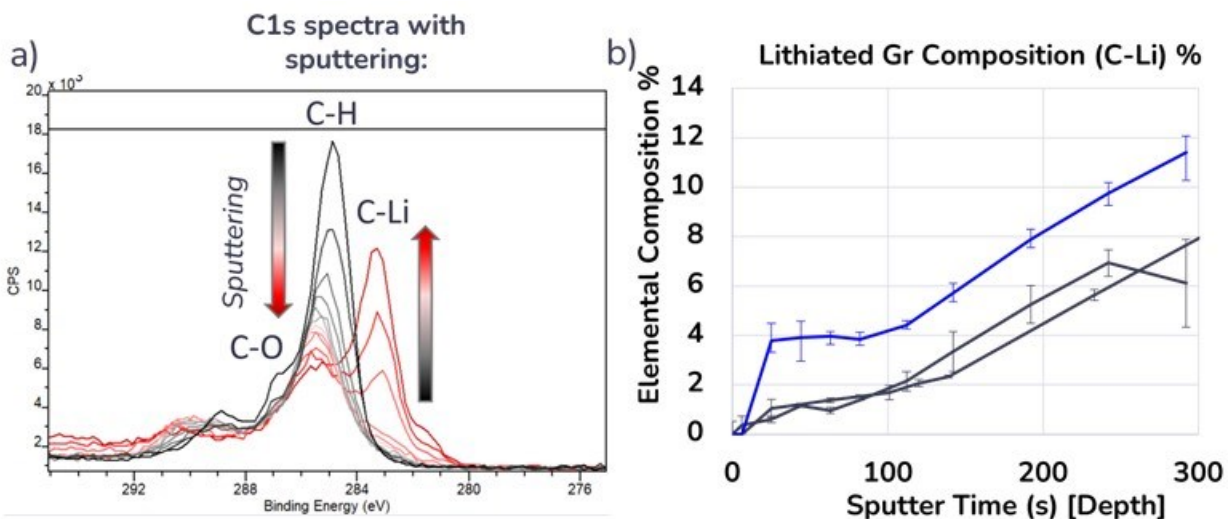 C1s spectra with
sputtering:
a)
x 10³
20
18
16
14
12
10
8
6
4
2
CPS
C-H
C-Li
Sputtering
C-O
292
288
284
280
276
Binding Energy (eV)
b)
Lithiated Gr Composition (C-Li) %
Elemental Composition %
14
12
10
8
6
4
2
0
0
100
200
300
Sputter Time (s) [Depth]